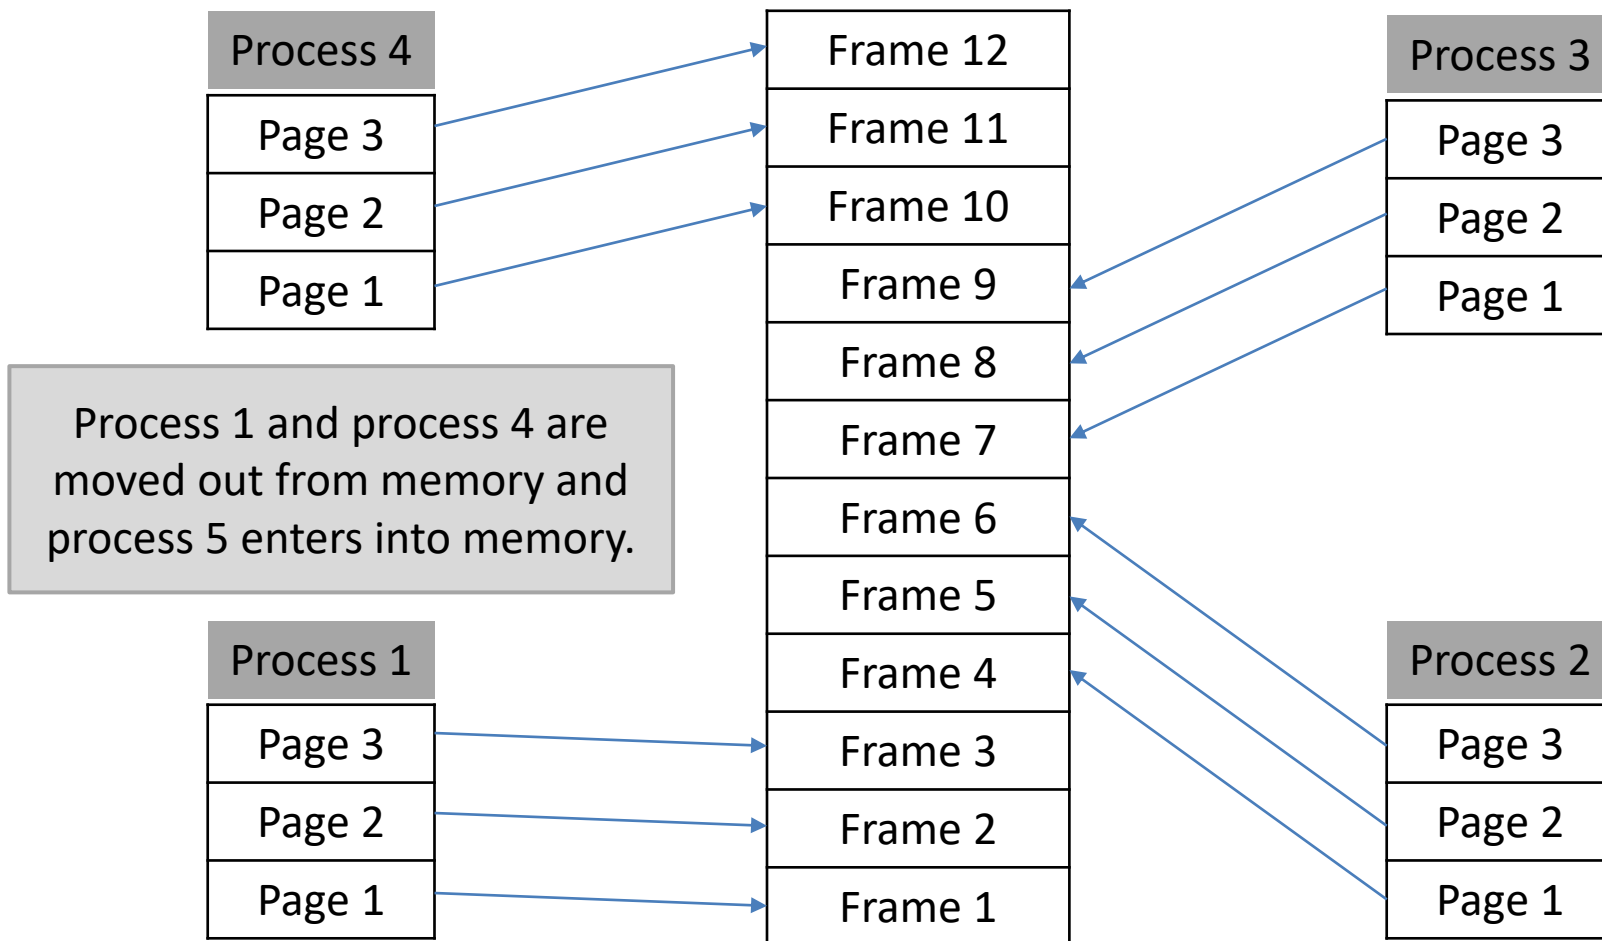 Process 4
Page 3
Page 2
Page 1
Process 1 and process 4 are
moved out from memory and
process 5 enters into memory.
Process 1
Page 3
Page 2
Page 1
Frame 12
Frame 11
Frame 10
Frame 9
Frame 8
Frame 7
Frame 6
Frame 5
Frame 4
Frame 3
Frame 2
Frame 1
Process 3
Page 3
Page 2
Page 1
Process 2
Page 3
Page 2
Page 1